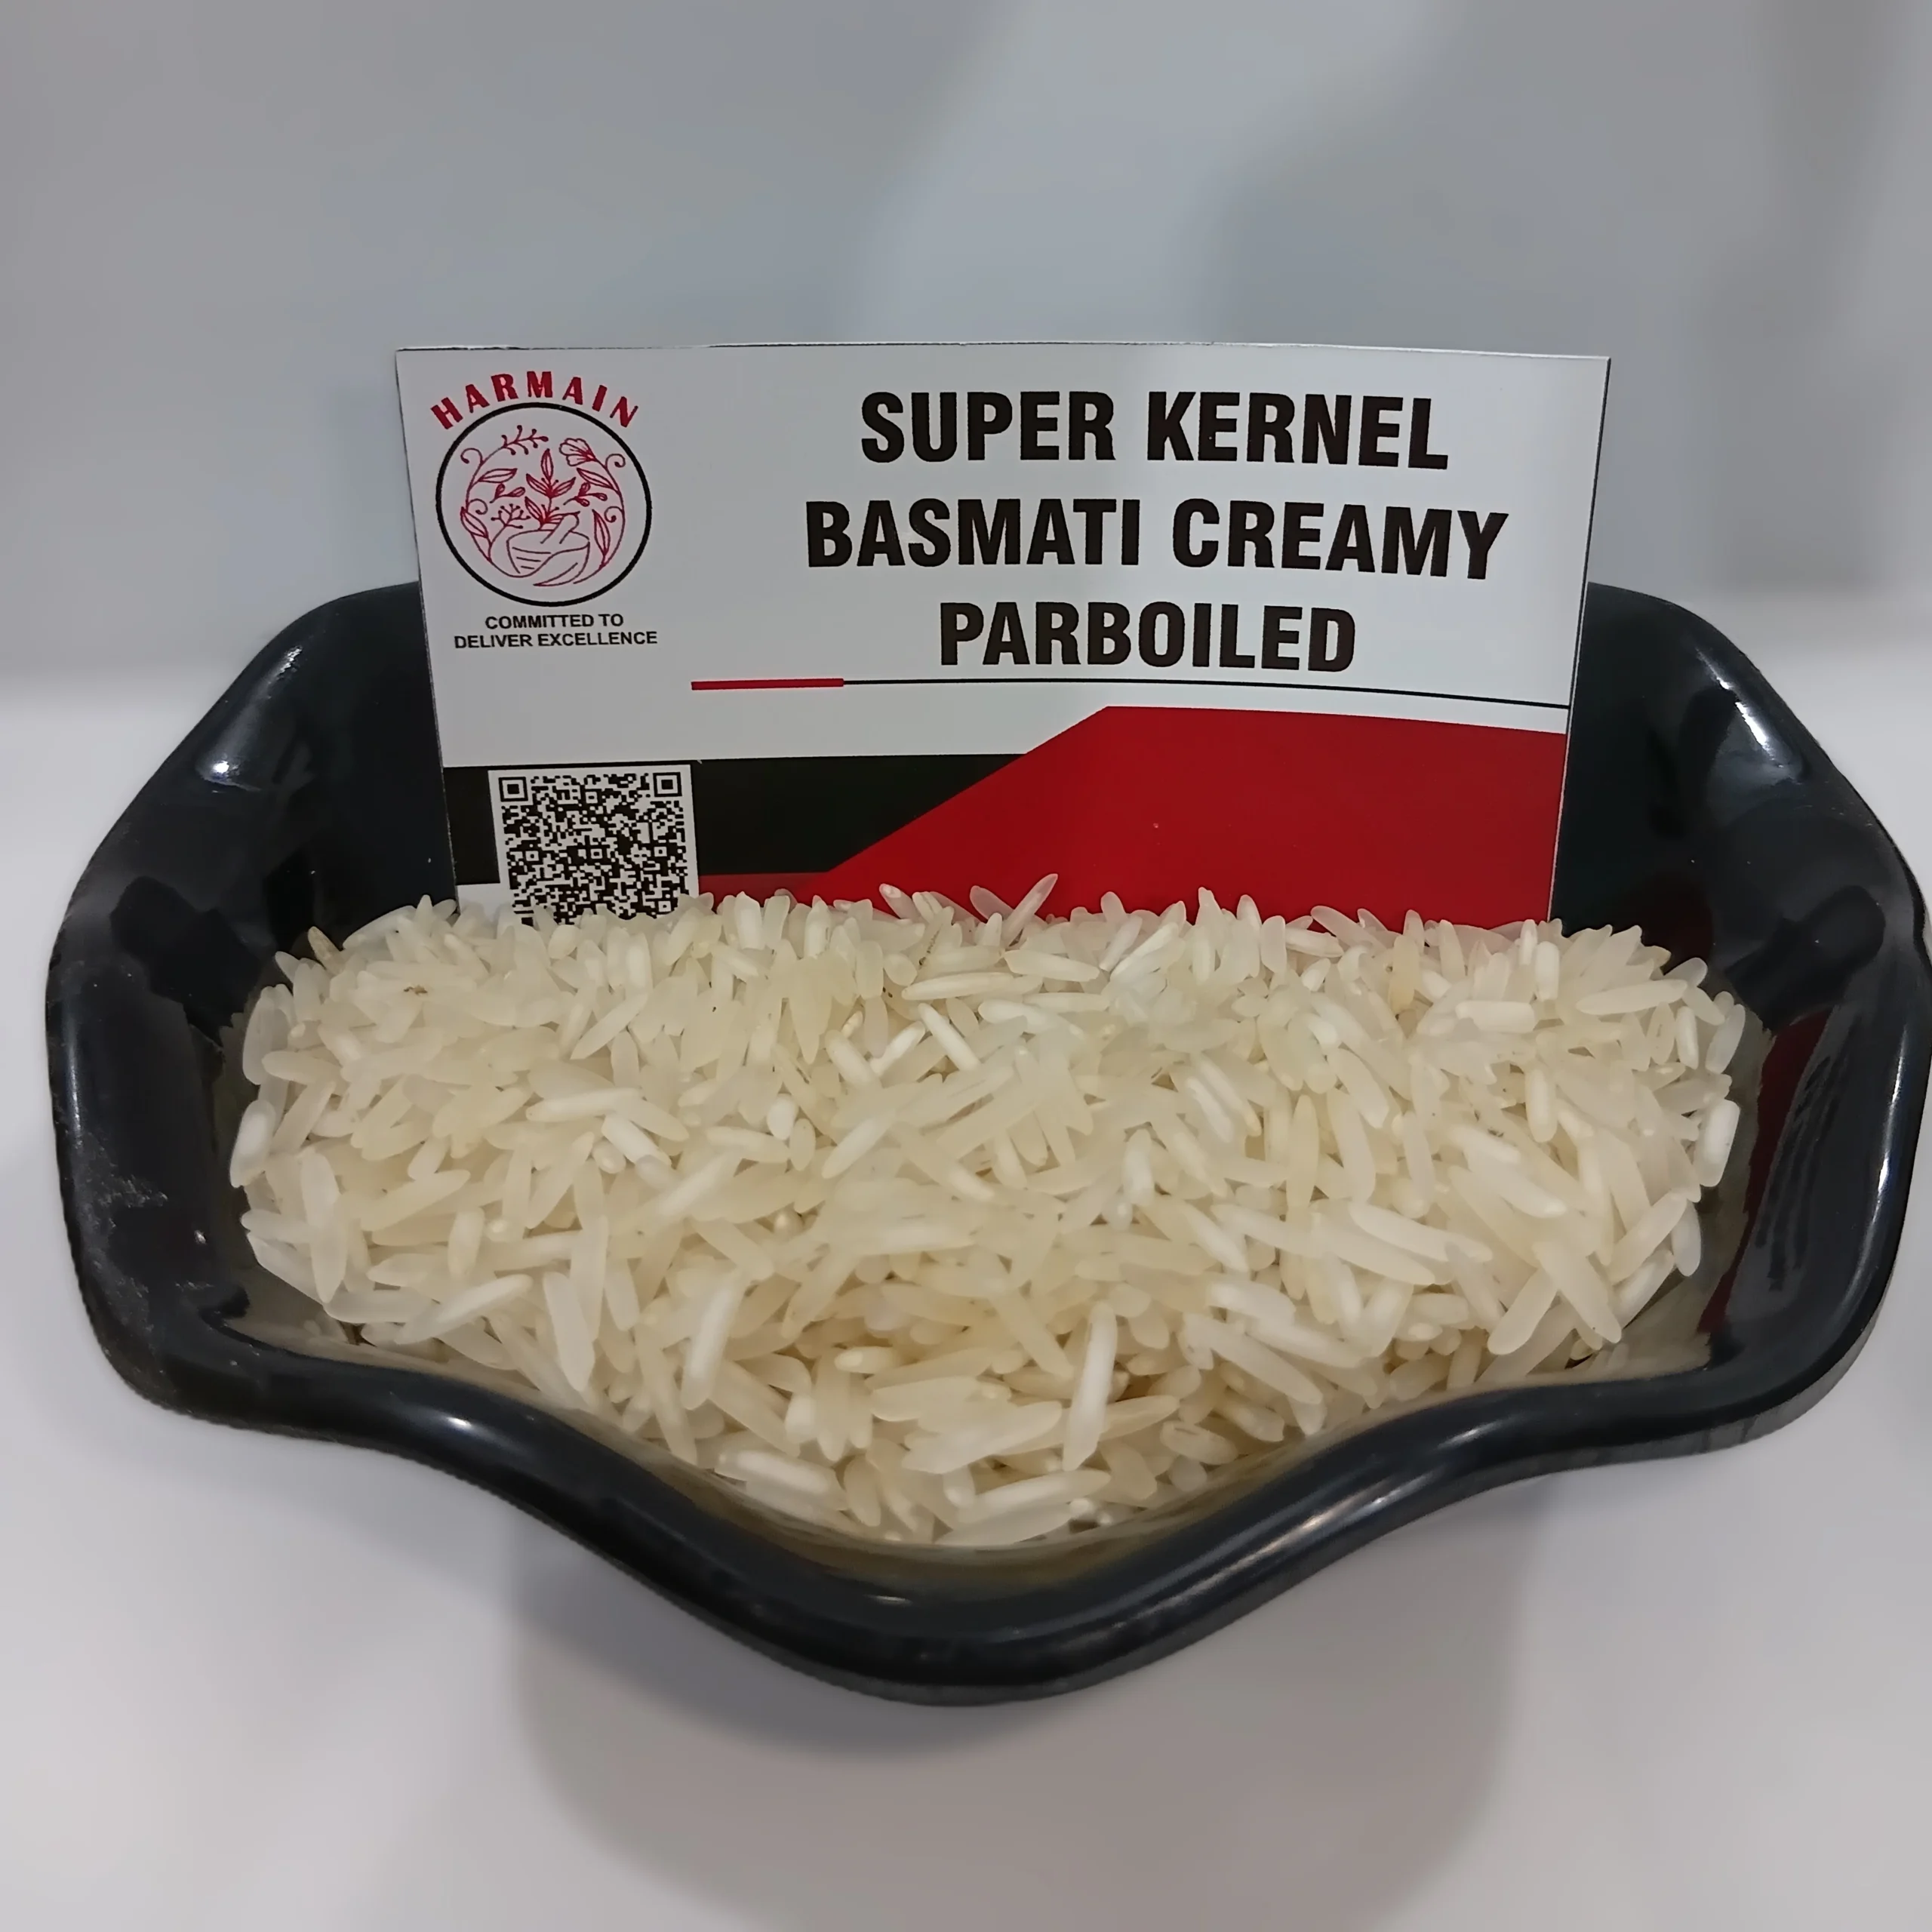 HARMAIN
COMMITTED TO
DELIVER EXCELLENCE
SUPER KERNEL
BASMATI CREAMY
PARBOILED